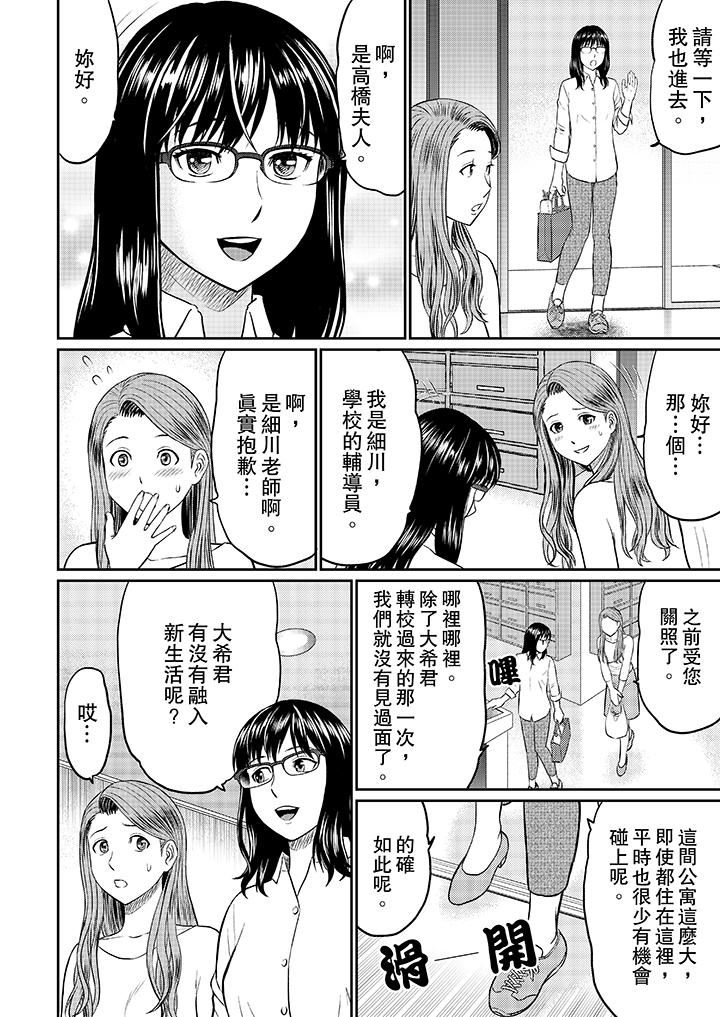 請等一下，
我也進去。
啊，
是高橋夫人。
妳好。
妳好…
那…個…
我是細川，
學校的輔導員。
啊，
是細川老師啊。
眞實抱歉…
之前受您
關照了。
哪裡哪裡。
除了大希君
轉校過來的那一次，
我們就沒有見過面了。
嗶
這間公寓這麼大，
即使都住在這裡，
平時也很少有機會
碰上呢。
的確
如此呢。
滑—開
大希君
有沒有融入
新生活呢？
哎…